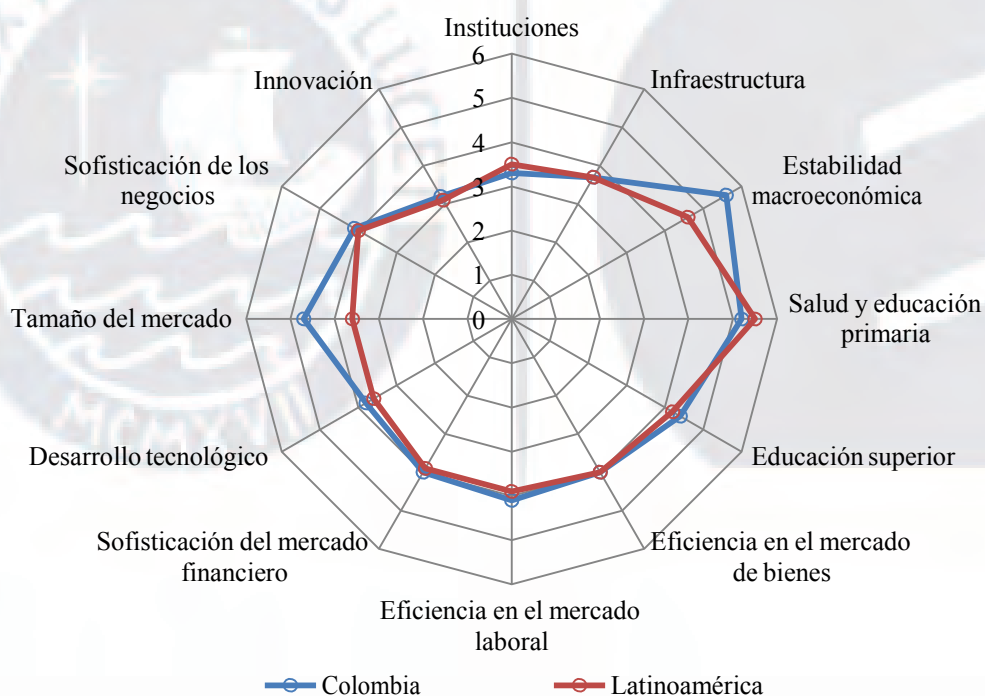 Instituciones
Infraestructura
Estabilidad
macroeconómica
Salud y educación
primaria
Educación superior
Eficiencia en el mercado
de bienes
Eficiencia en el mercado
laboral
Sofisticación del mercado
financiero
Desarrollo tecnológico
Tamaño del mercado
Sofisticación de los
negocios
Innovación
6
5
4
3
2
1
0
Colombia
Latinoamérica